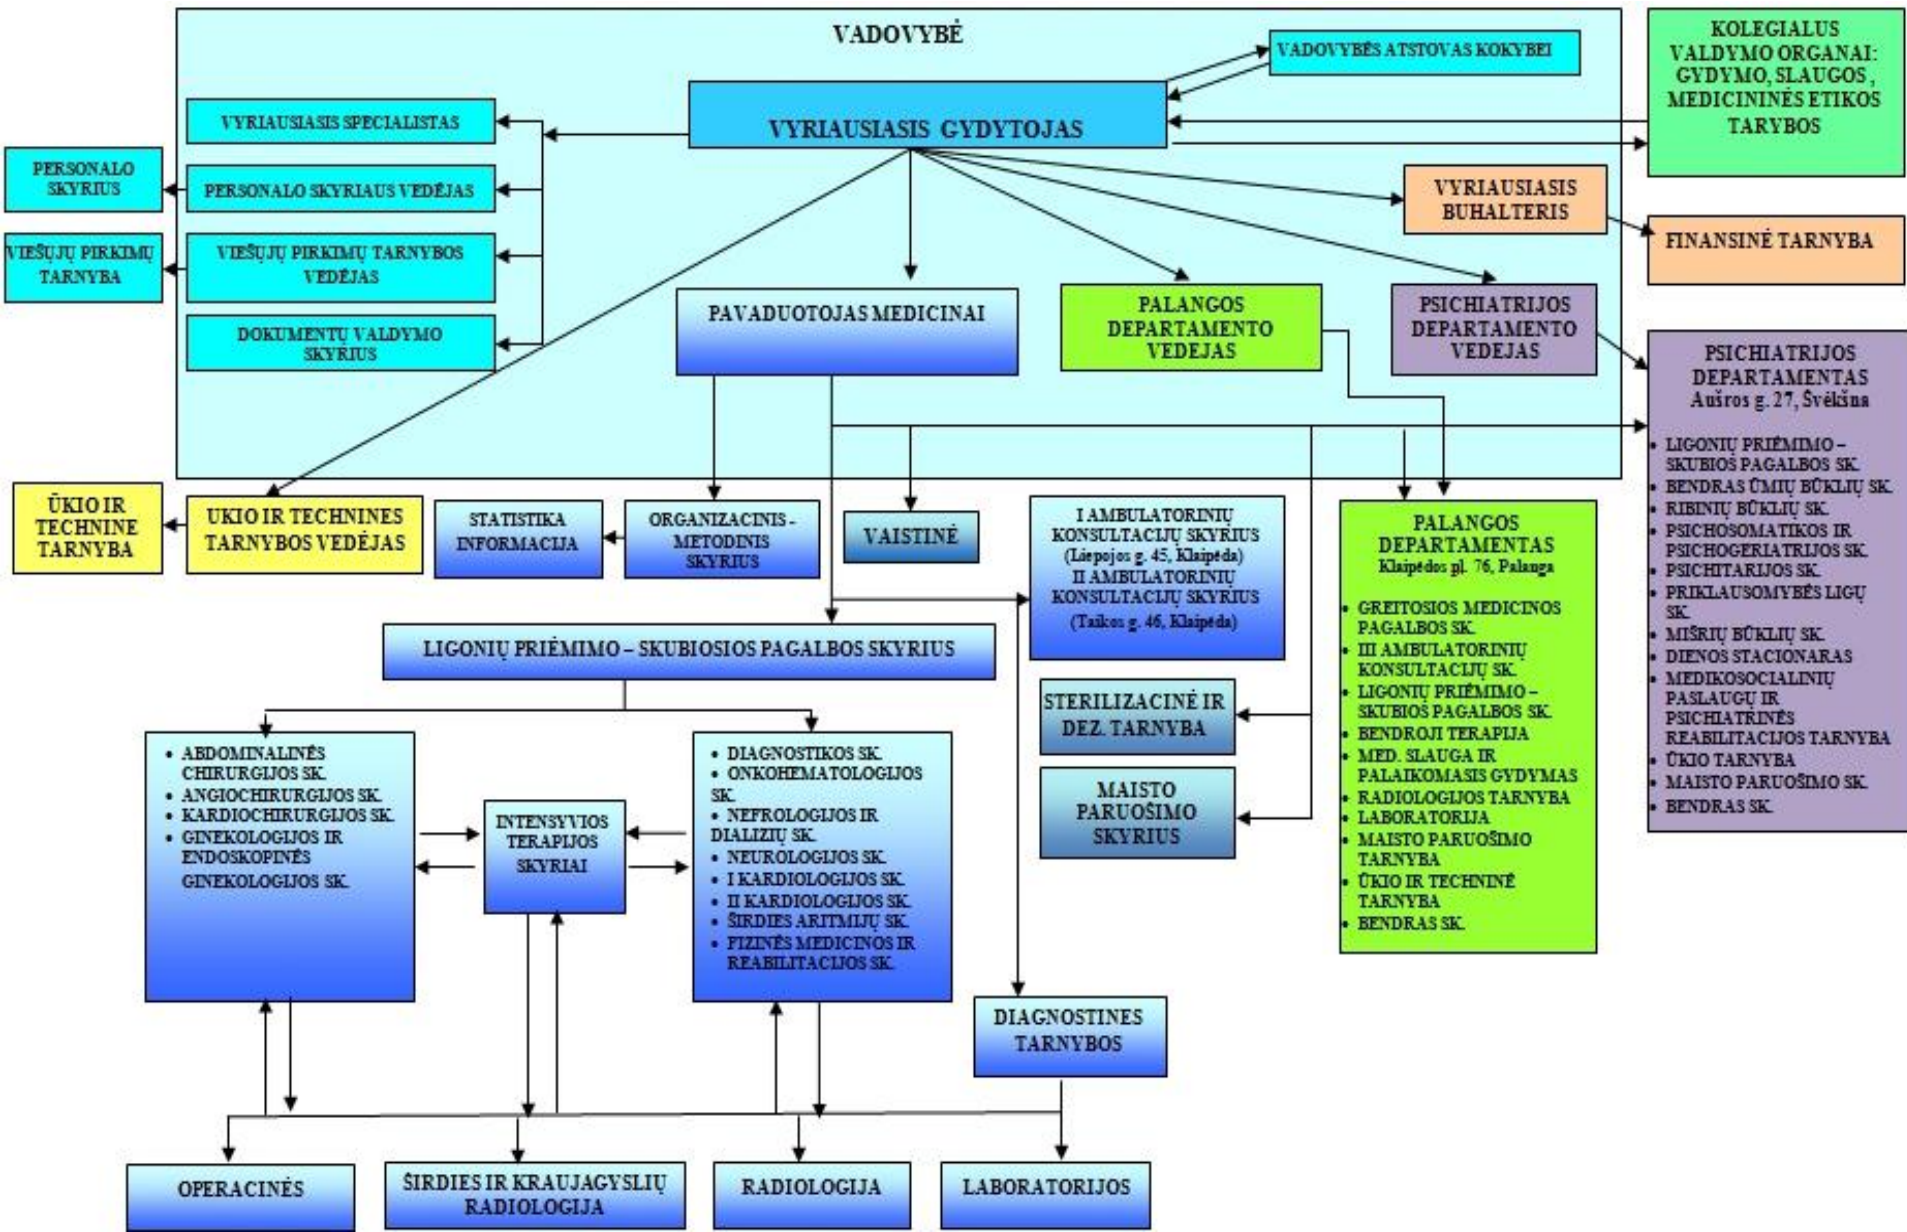 VADOVYBĖ
VADOVYBĖS ATSTOVAS KOKYBEI
KOLEGIALUS
VALDYMO ORGANAI:
GYDYMO, SLAUGOS ,
MEDICININĖS ETIKOS
TARYBOS
VYRIAUSIASIS GYDYTOJAS
VYRIAUSIASIS SPECIALISTAS
PERSONALO
SKYRIUS
PERSONALO SKYRIAUS VEDĖJAS
VIEŠŲJŲ PIRKIMŲ
TARNYBA
VIEŠŲJŲ PIRKIMŲ TARNYBOS
VEDĖJAS
DOKUMENTŲ VALDYMO
SKYRIUS
VYRIAUSIASIS
BUHALTERIS
FINANSINĖ TARNYBA
PAVADUOTOJAS MEDICINAI
PALANGOS
DEPARTAMENTO
VEDĖJAS
PSICHIATRIJOS
DEPARTAMENTO
VEDĖJAS
PSICHIATRIJOS
DEPARTAMENTAS
Aušros g. 27, Švėkšna
• LIGONIŲ PRIĖMIMO –
SKUBIOS PAGALBOS SK.
• BENDRAS ŪMIŲ BŪKLIŲ SK.
• RIBINIŲ BŪKLIŲ SK.
• PSICHOSOMATIKOS IR
PSICHOGERIATRIJOS SK.
• PSICHITARIJOS SK.
• PRIKLAUSOMYBĖS LIGŲ
SK.
• MIŠRIŲ BŪKLIŲ SK.
• DIENOS STACIONARAS
• MEDIKOSOCIALINIŲ
PASLAUGŲ IR
PSICHIATRINĖS
REABILITACIJOS TARNYBA
• ŪKIO TARNYBA
• MAISTO PARUOŠIMO SK.
• BENDRAS SK.
ŪKIO IR
TECHNINE
TARNYBA
UKIO IR TECHNINES
TARNYBOS VEDĖJAS
STATISTIKA
INFORMACIJA
ORGANIZACINIS -
METODINIS
SKYRIUS
VAISTINĖ
I AMBULATORINIŲ
KONSULTACIJŲ SKYRIUS
(Liepojos g. 45, Klaipėda)
II AMBULATORINIŲ
KONSULTACIJŲ SKYRIUS
(Taikos g. 46, Klaipėda)
PALANGOS
DEPARTAMENTAS
Klaipėdos pl. 76, Palanga
• GREITOSIOS MEDICINOS
PAGALBOS SK.
• III AMBULATORINIŲ
KONSULTACIJŲ SK.
• LIGONIŲ PRIĖMIMO –
SKUBIOS PAGALBOS SK.
• BENDROJI TERAPIJA
• MED. SLAUGA IR
PALAIKOMASIS GYDYMAS
• RADIOLOGIJOS TARNYBA
• LABORATORIJA
• MAISTO PARUOŠIMO
TARNYBA
• ŪKIO IR TECHNINĖ
TARNYBA
• BENDRAS SK.
LIGONIŲ PRIĖMIMO – SKUBIOSIOS PAGALBOS SKYRIUS
STERILIZACINĖ IR
DEZ. TARNYBA
MAISTO
PARUOŠIMO
SKYRIUS
• ABDOMINALINĖS
CHIRURGIJOS SK.
• ANGIOCHIRURGIJOS SK.
• KARDIOCHIRURGIJOS SK.
• GINEKOLOGIJOS IR
ENDOSKOPINĖS
GINEKOLOGIJOS SK.
INTENSYVIOS
TERAPIJOS
SKYRIAI
• DIAGNOSTIKOS SK.
• ONKOHEMATOLOGIJOS
SK.
• NEFROLOGIJOS IR
DIALIZIŲ SK.
• NEUROLOGIJOS SK.
• I KARDIOLOGIJOS SK.
• II KARDIOLOGIJOS SK.
• ŠIRDIES ARITMIJŲ SK.
• FIZINĖS MEDICINOS IR
REABILITACIJOS SK.
DIAGNOSTINES
TARNYBOS
OPERACINĖS
ŠIRDIES IR KRAUJAGYSLIŲ
RADIOLOGIJA
RADIOLOGIJA
LABORATORIJOS